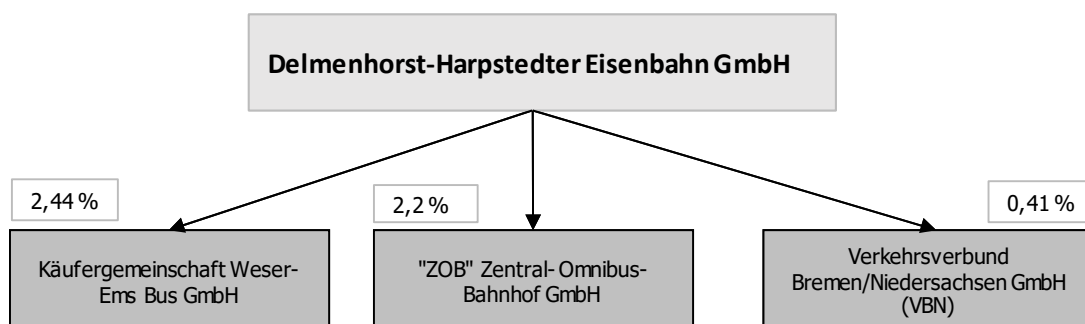 Delmenhorst-Harpstedter Eisenbahn GmbH
2,44 %
2,2 %
0,41 %
Käufergemeinschaft Weser-
Ems Bus GmbH
"ZOB" Zentral-Omnibus-
Bahnhof GmbH
Verkehrsverbund
Bremen/Niedersachsen GmbH
(VBN)